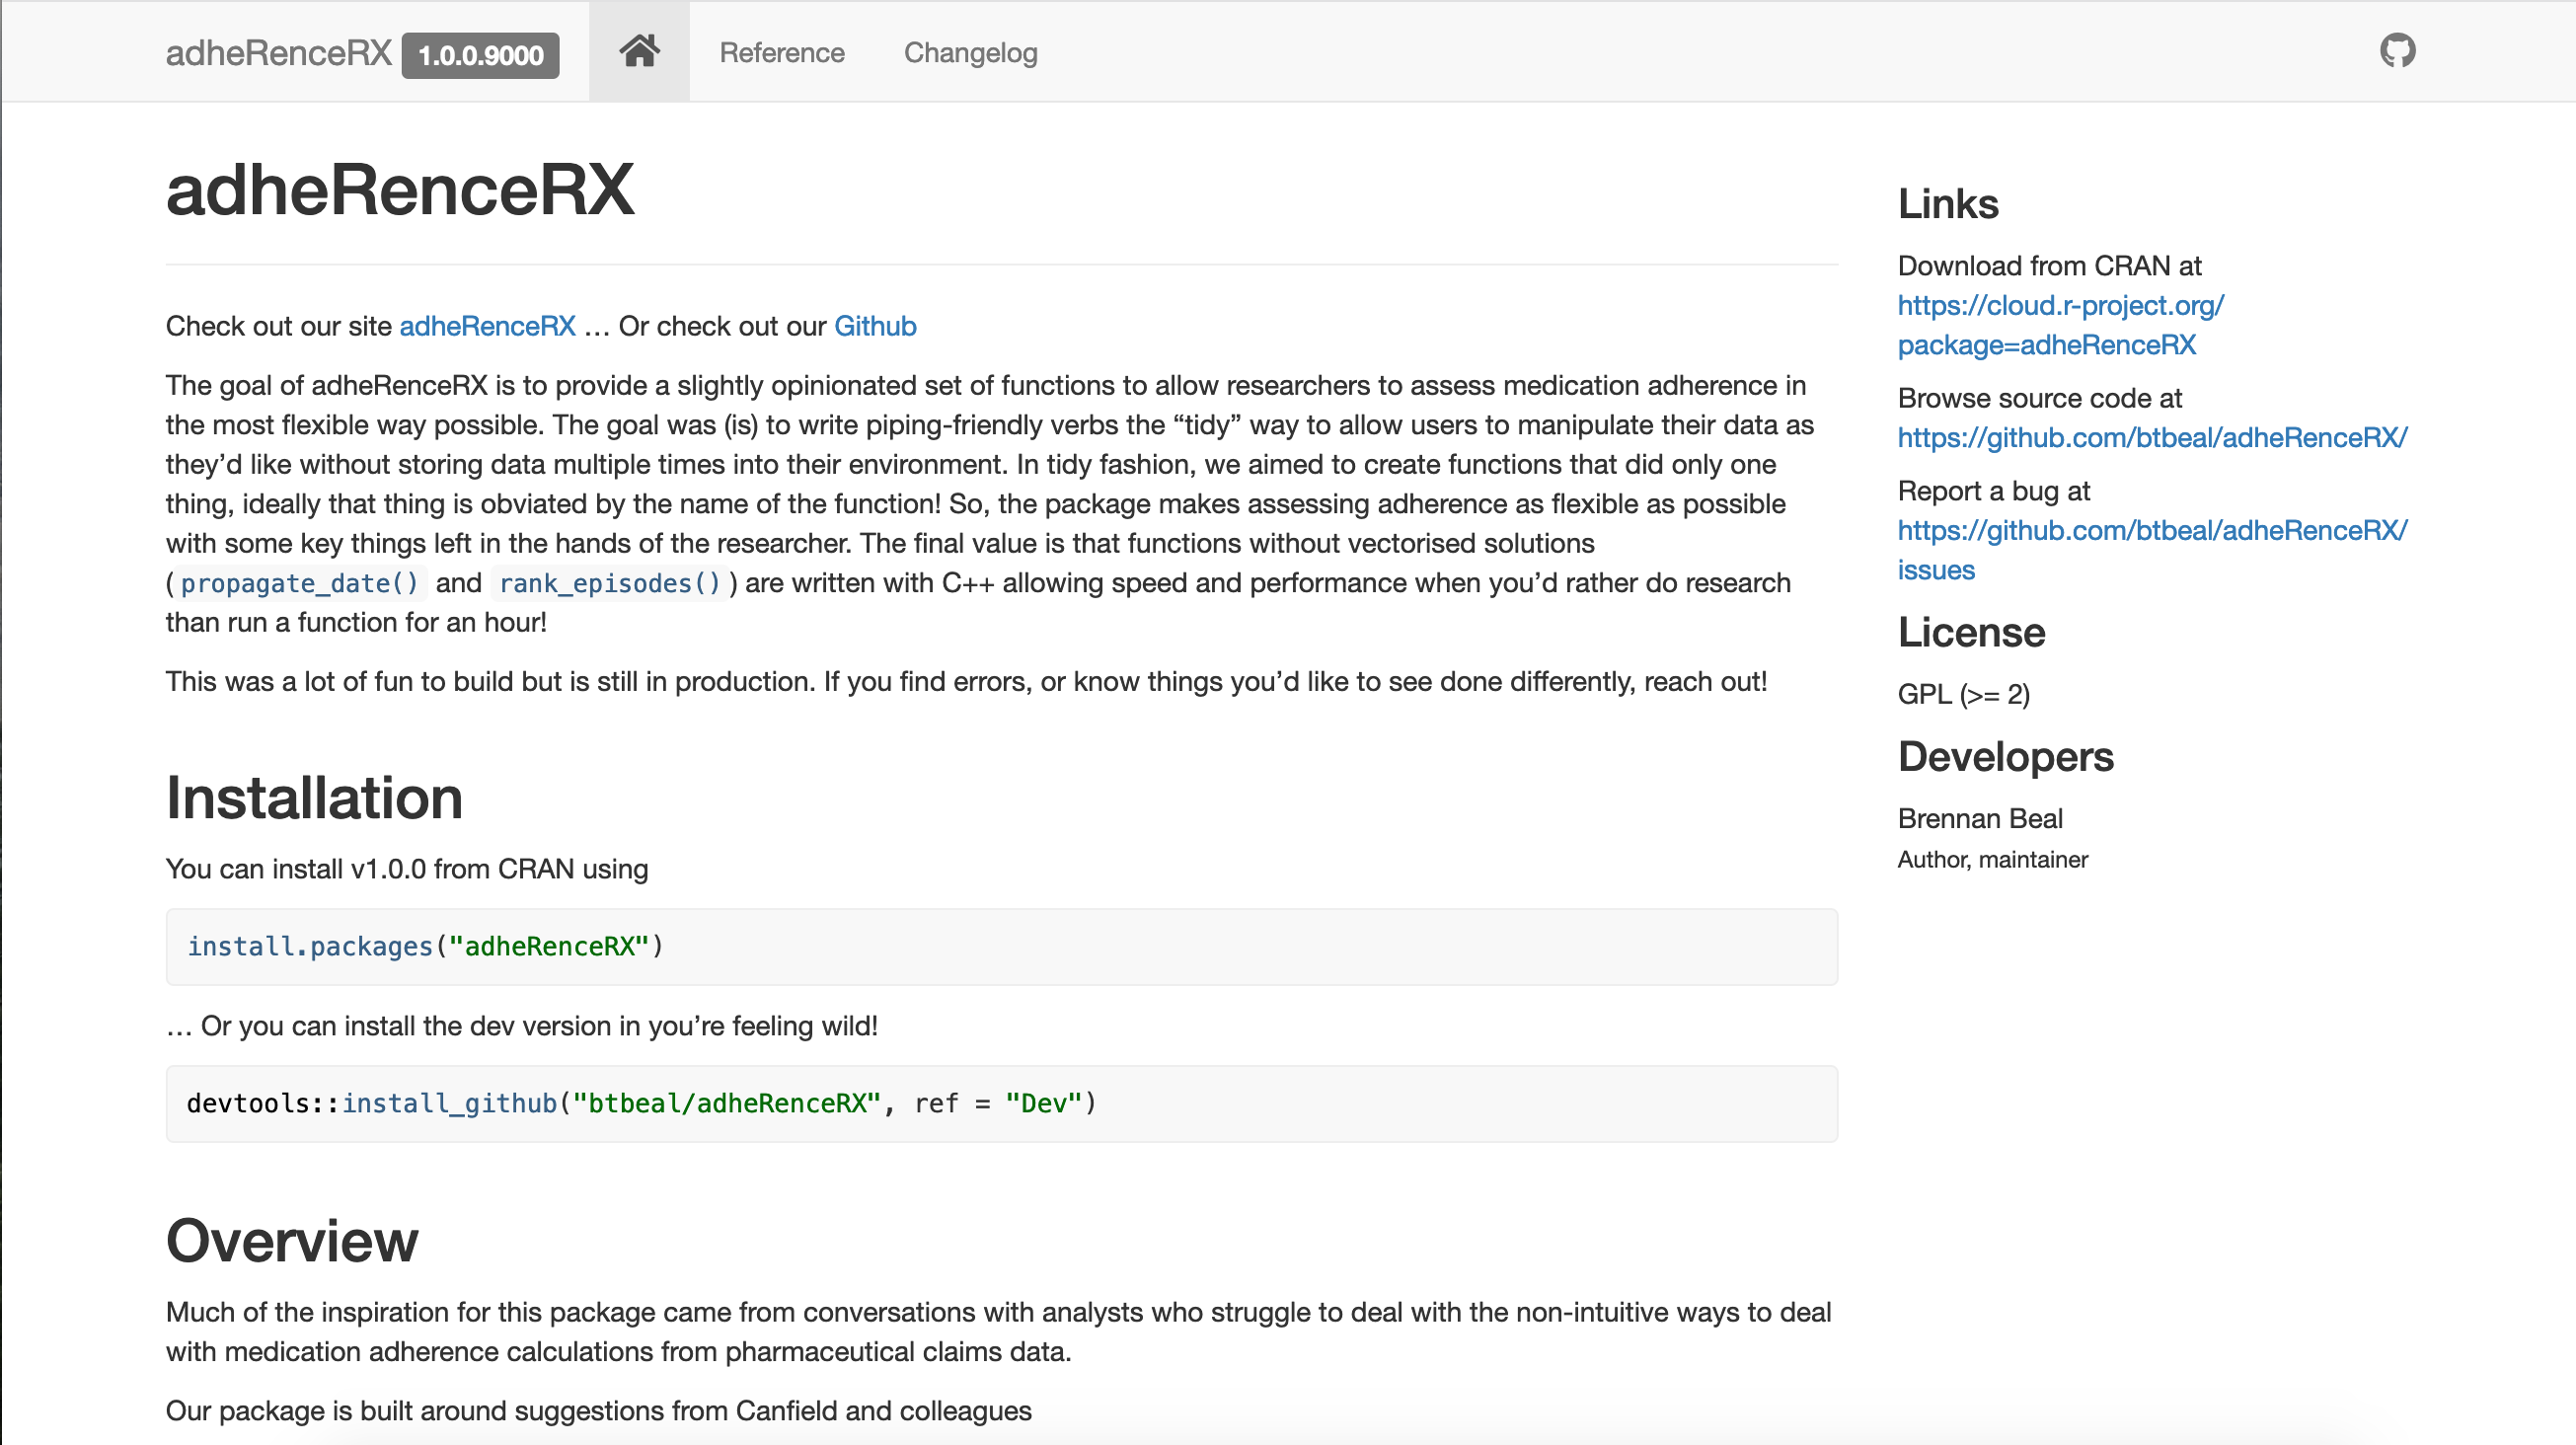 adheRenceRX 1.0.0.9000 Reference Changelog
adheRenceRX
Check out our site adheRenceRX … Or check out our Github
The goal of adheRenceRX is to provide a slightly opinionated set of functions to allow researchers to assess medication adherence in
the most flexible way possible. The goal was (is) to write piping-friendly verbs the “tidy” way to allow users to manipulate their data as
they’d like without storing data multiple times into their environment. In tidy fashion, we aimed to create functions that did only one
thing, ideally that thing is obviated by the name of the function! So, the package makes assessing adherence as flexible as possible
with some key things left in the hands of the researcher. The final value is that functions without vectorised solutions
(propagate_date() and rank_episodes()) are written with C++ allowing speed and performance when you’d rather do research
than run a function for an hour!
This was a lot of fun to build but is still in production. If you find errors, or know things you’d like to see done differently, reach out!
Installation
You can install v1.0.0 from CRAN using
install.packages("adheRenceRX")
… Or you can install the dev version in you’re feeling wild!
devtools::install_github("btbeal/adheRenceRX", ref = "Dev")
Overview
Much of the inspiration for this package came from conversations with analysts who struggle to deal with the non-intuitive ways to deal
with medication adherence calculations from pharmaceutical claims data.
Our package is built around suggestions from Canfield and colleagues
Links
Download from CRAN at
https://cloud.r-project.org/
package=adheRenceRX
Browse source code at
https://github.com/btbeal/adheRenceRX/
Report a bug at
https://github.com/btbeal/adheRenceRX/
issues
License
GPL (>= 2)
Developers
Brennan Beal
Author, maintainer